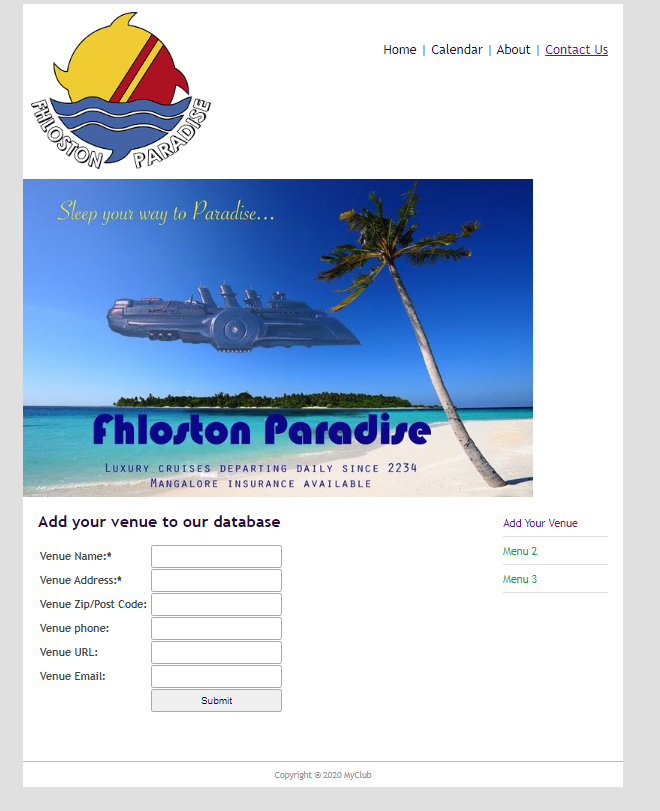 FHLOSTON PARADISE
Home | Calendar | About | Contact Us
Sleep your way to Paradise...
Fhloston Paradise
Luxury cruises departing daily since 2234
Mangalore insurance available
Add your venue to our database
Venue Name:*
Venue Address:*
Venue Zip/Post Code:
Venue phone:
Venue URL:
Venue Email:
Submit
Add Your Venue
Menu 2
Menu 3
Copyright © 2020 MyClub